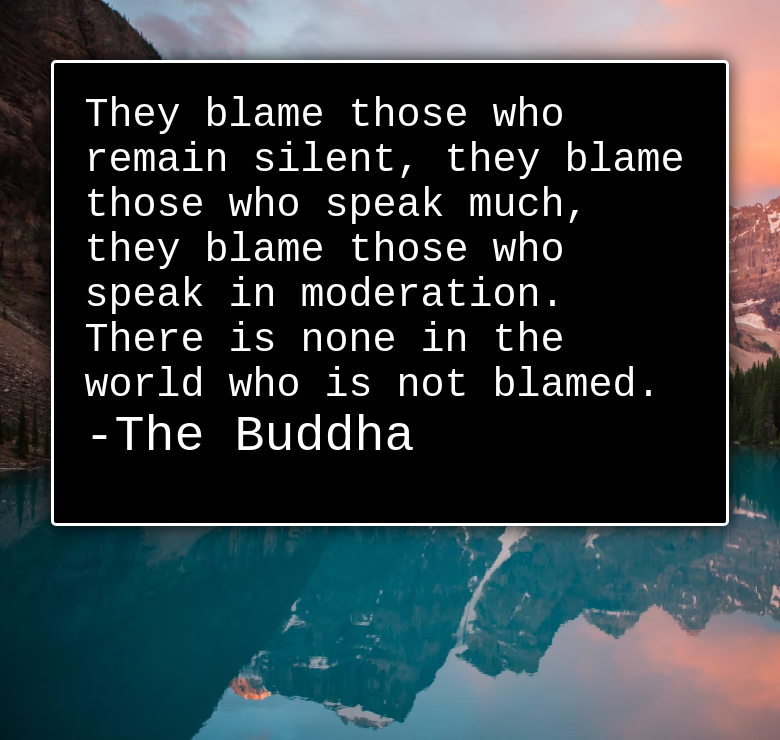 They blame those who
remain silent, they blame
those who speak much,
they blame those who
speak in moderation.
There is none in the
world who is not blamed.
-The Buddha